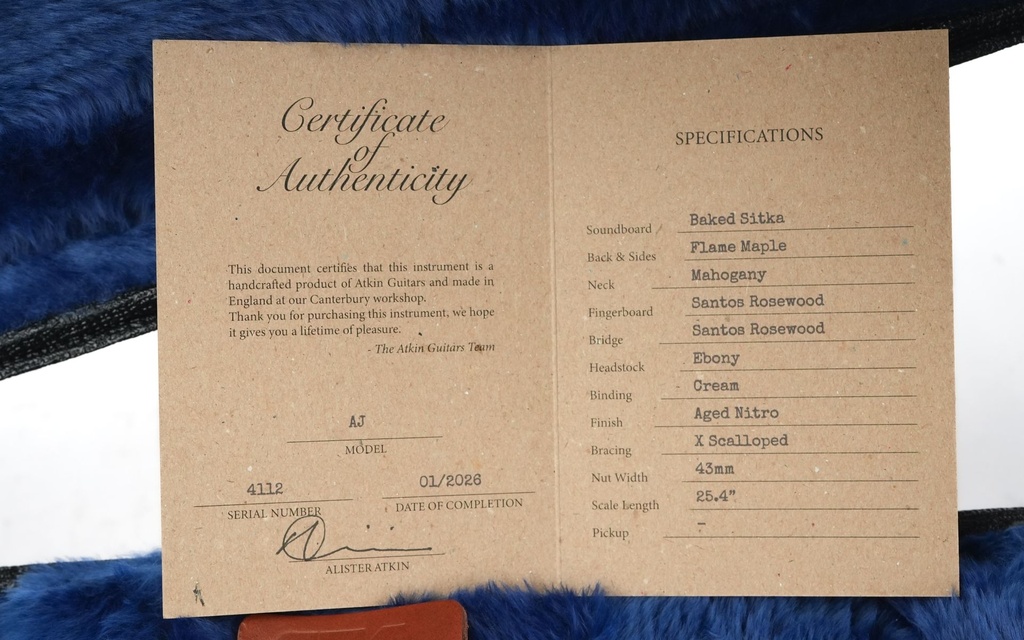 Certificate
of
Authenticity
This document certifies that this instrument is a
handcrafted product of Atkin Guitars and made in
England at our Canterbury workshop.
Thank you for purchasing this instrument, we hope
it gives you a lifetime of pleasure.
- The Atkin Guitars Team
AJ
MODEL
4112
SERIAL NUMBER
01/2026
DATE OF COMPLETION
ALISTER ATKIN
SPECIFICATIONS
Soundboard Baked Sitka
Back & Sides Flame Maple
Neck Mahogany
Fingerboard Santos Rosewood
Bridge Santos Rosewood
Headstock Ebony
Binding Cream
Finish Aged Nitro
Bracing X Scalloped
Nut Width 43mm
Scale Length 25.4”
Pickup –